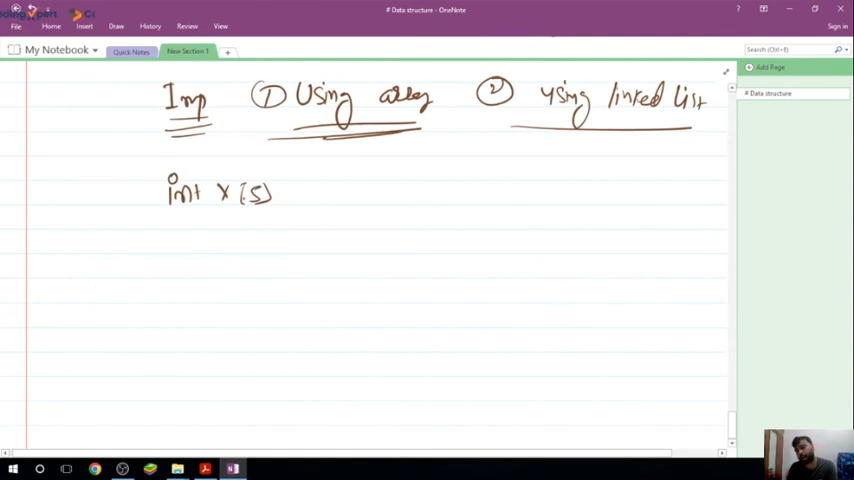 # Data structure - OneNote
File Home Insert Draw History Review View Sign in
My Notebook Quick Notes New Section 1 + Search (Ctrl+E)
Add Page
# Data structure
Imp ① Using array ② Using linked list
int x[5]